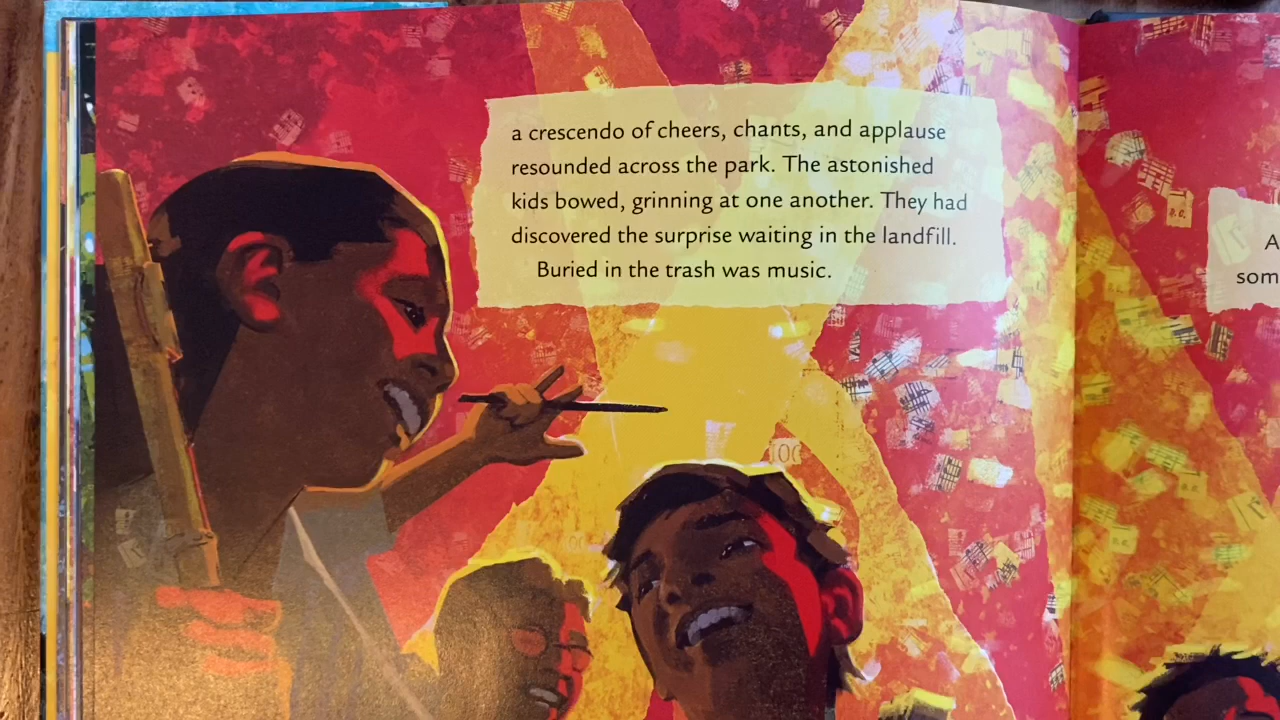 a crescendo of cheers, chants, and applause
resounded across the park. The astonished
kids bowed, grinning at one another. They had
discovered the surprise waiting in the landfill.
Buried in the trash was music.
A
som